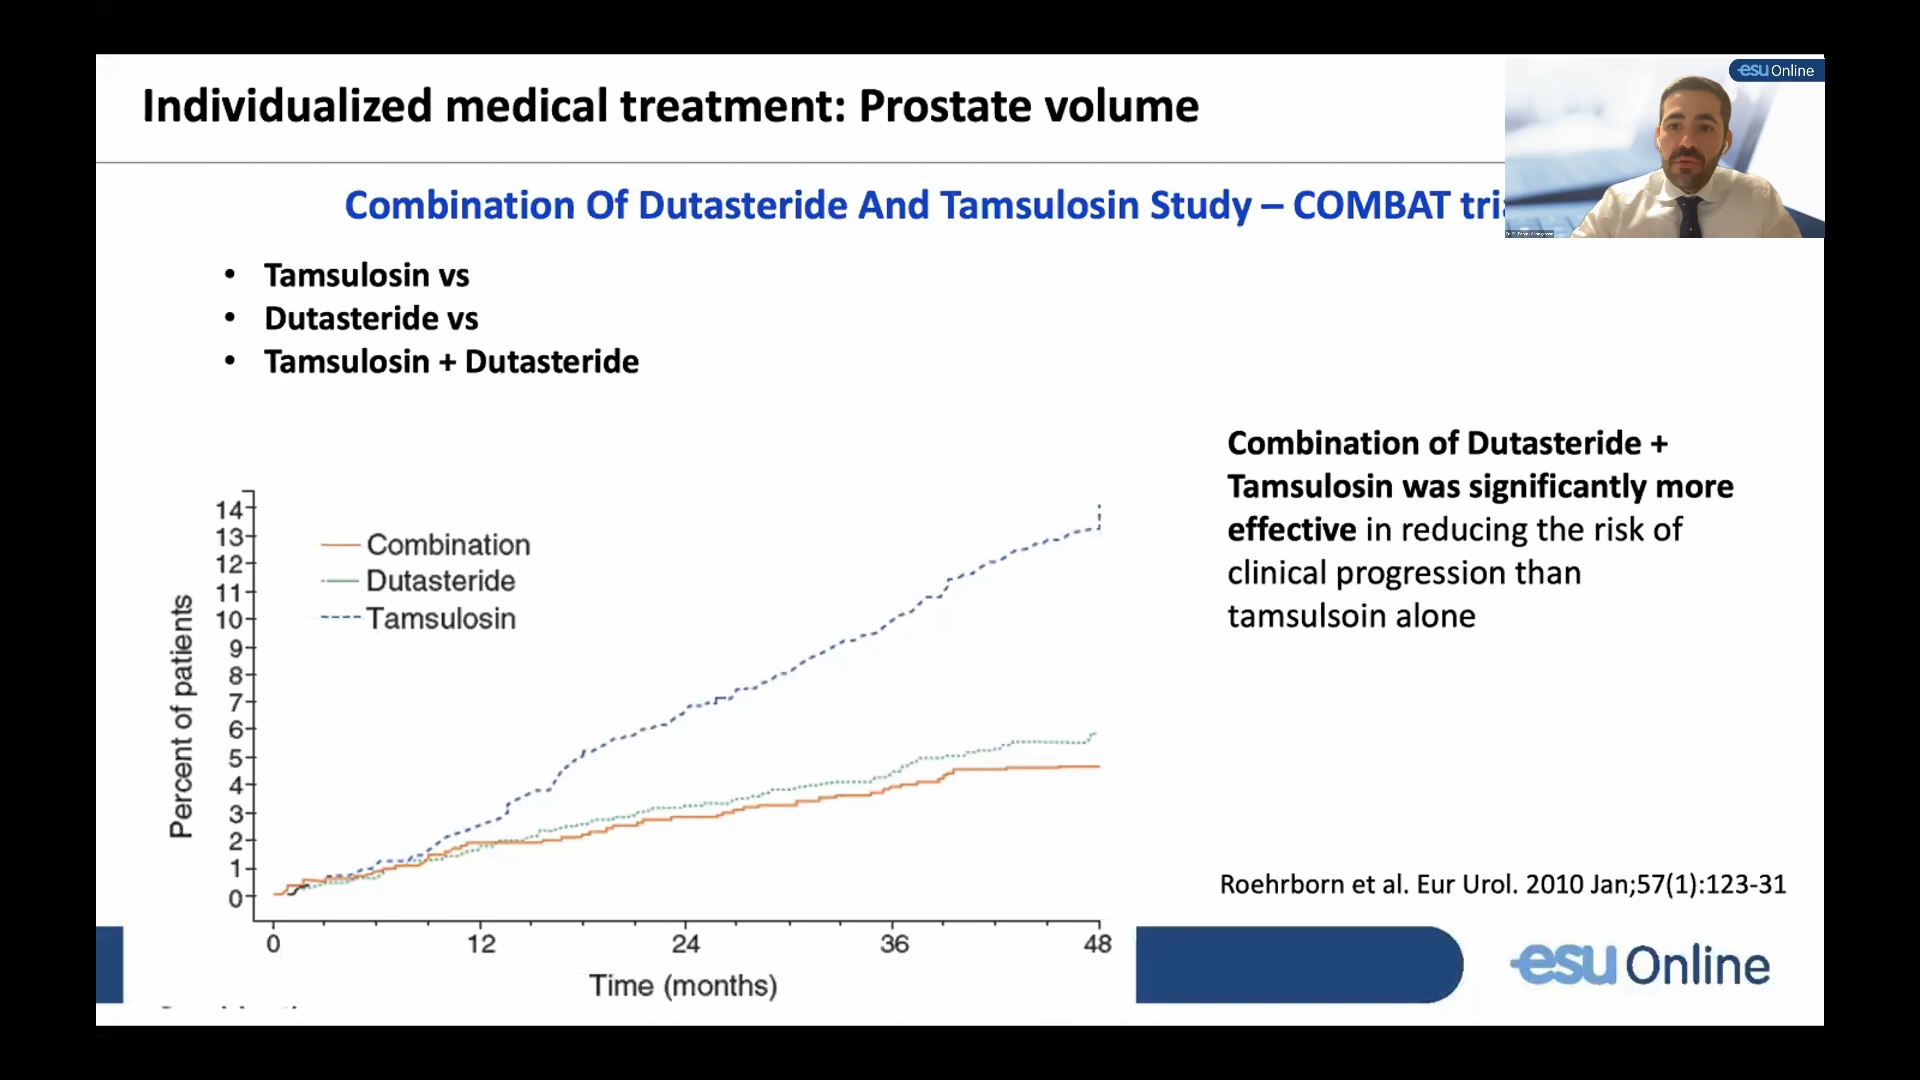 Individualized medical treatment: Prostate volume
esu Online
Combination Of Dutasteride And Tamsulosin Study – COMBAT tria
• Tamsulosin vs
• Dutasteride vs
• Tamsulosin + Dutasteride
Combination of Dutasteride +
Tamsulosin was significantly more
effective in reducing the risk of
clinical progression than
tamsulsoin alone
Percent of patients
14
13
12
11
10
9
8
7
6
5
4
3
2
1
0
Combination
Dutasteride
Tamsulosin
0 12 24 36 48
Time (months)
Roehrborn et al. Eur Urol. 2010 Jan;57(1):123-31
esu Online